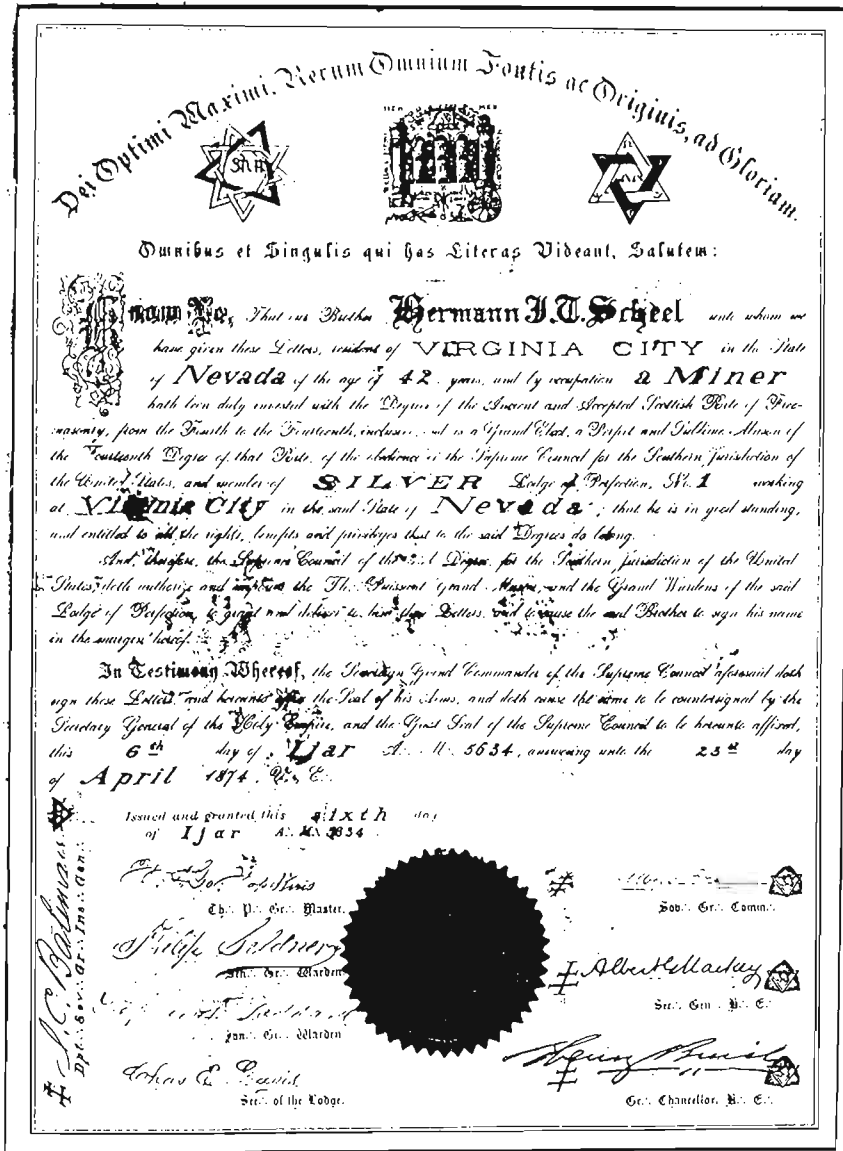 Dei Optimi Maximi, Rerum Omnium Fontis ac Originis, ad Gloriam.
Omnibus et Singulis qui has Literas Videant, Salutem:
Know Ye, That our Brother Hermann J.T. Scheel unto whom we
have given these Letters, resident of VIRGINIA CITY in the State
of Nevada of the age of 42 years, and by occupation a Miner
hath been duly invested with the Degrees of the Ancient and Accepted Scottish Rite of Free-
masonry, from the Fourth to the Fourteenth, inclusive, and is a Grand Elect, a Perfect and Sublime Mason of
the Fourteenth Degree of that Rite, of the obedience of the Supreme Council for the Southern Jurisdiction of
the United States, and member of SILVER Lodge of Perfection, No. 1 working
at Virginia City in the said State of Nevada; that he is in good standing,
and entitled to all the rights, benefits and privileges that to the said Degrees do belong.
And, therefore, the Supreme Council of the Degree, for the Southern Jurisdiction of the United
States, doth authorize and the Th. Puissant Grand Master, and the Grand Wardens of the said
Lodge of Perfection, to grant and deliver to him these Letters, and to cause the said Brother to sign his name
in the margin hereof.
In Testimony Whereof, the Sovereign Grand Commander of the Supreme Council aforesaid doth
sign these Letters, and hereunto affix the Seal of his Arms, and doth cause the same to be countersigned by the
Secretary General of the Holy Empire, and the Great Seal of the Supreme Council to be hereunto affixed,
this 6th day of Ijar A∴ M∴ 5634, answering unto the 23rd day
of April 1874. V∴ E∴
Issued and granted this sixth day
of Ijar A∴ M∴ 5634
Th∴ P∴ Gr∴ Master.
Sov∴ Gr∴ Comm∴
Philip Seldner
Sen∴ Gr∴ Warden
Albert G. Mackey
Sec∴ Gen∴ H∴ E∴
Jun∴ Gr∴ Warden
Chas E. David
Sec∴ of the Lodge.
Gr∴ Chancellor, H∴ E∴
Dpt∴ Sov∴ Gr∴ Ins∴ Gen∴